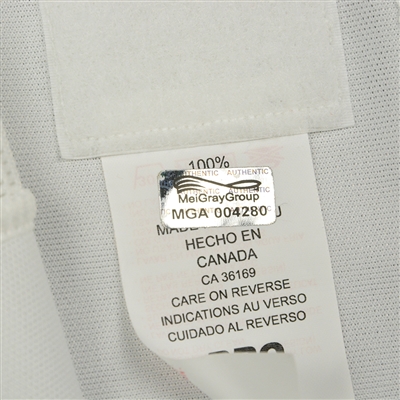 100%
AUTHENTIC AUTHENTIC
MeiGrayGroup
MGA 004280
MADE
HECHO EN
CANADA
CA 36169
CARE ON REVERSE
INDICATIONS AU VERSO
CUIDADO AL REVERSO